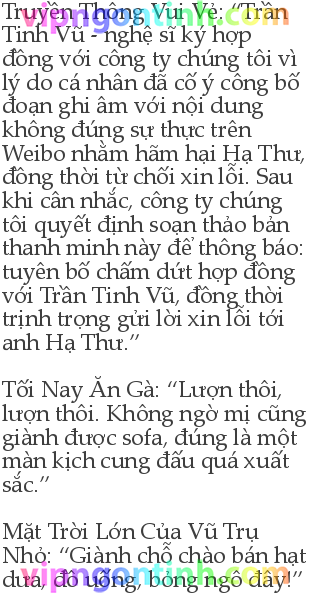 Truyền Thông Vui Vẻ: “Trần
vipngontinh.com
Tinh Vũ - nghệ sĩ ký hợp
đồng với công ty chúng tôi vì
lý do cá nhân đã cố ý công bố
đoạn ghi âm với nội dung
không đúng sự thực trên
Weibo nhằm hãm hại Hạ Thư,
đồng thời từ chối xin lỗi. Sau
khi cân nhắc, công ty chúng
tôi quyết định soạn thảo bản
thanh minh này để thông báo:
tuyên bố chấm dứt hợp đồng
với Trần Tinh Vũ, đồng thời
trịnh trọng gửi lời xin lỗi tới
anh Hạ Thư.”
Tối Nay Ăn Gà: “Lượn thôi,
lượn thôi. Không ngờ mị cũng
giành được sofa, đúng là một
màn kịch cung đấu quá xuất
sắc.”
Mặt Trời Lớn Của Vũ Trụ
Nhỏ: “Giành chỗ chào bán hạt
dưa, đồ uống, bỏng ngô đây!”
vipngontinh.com